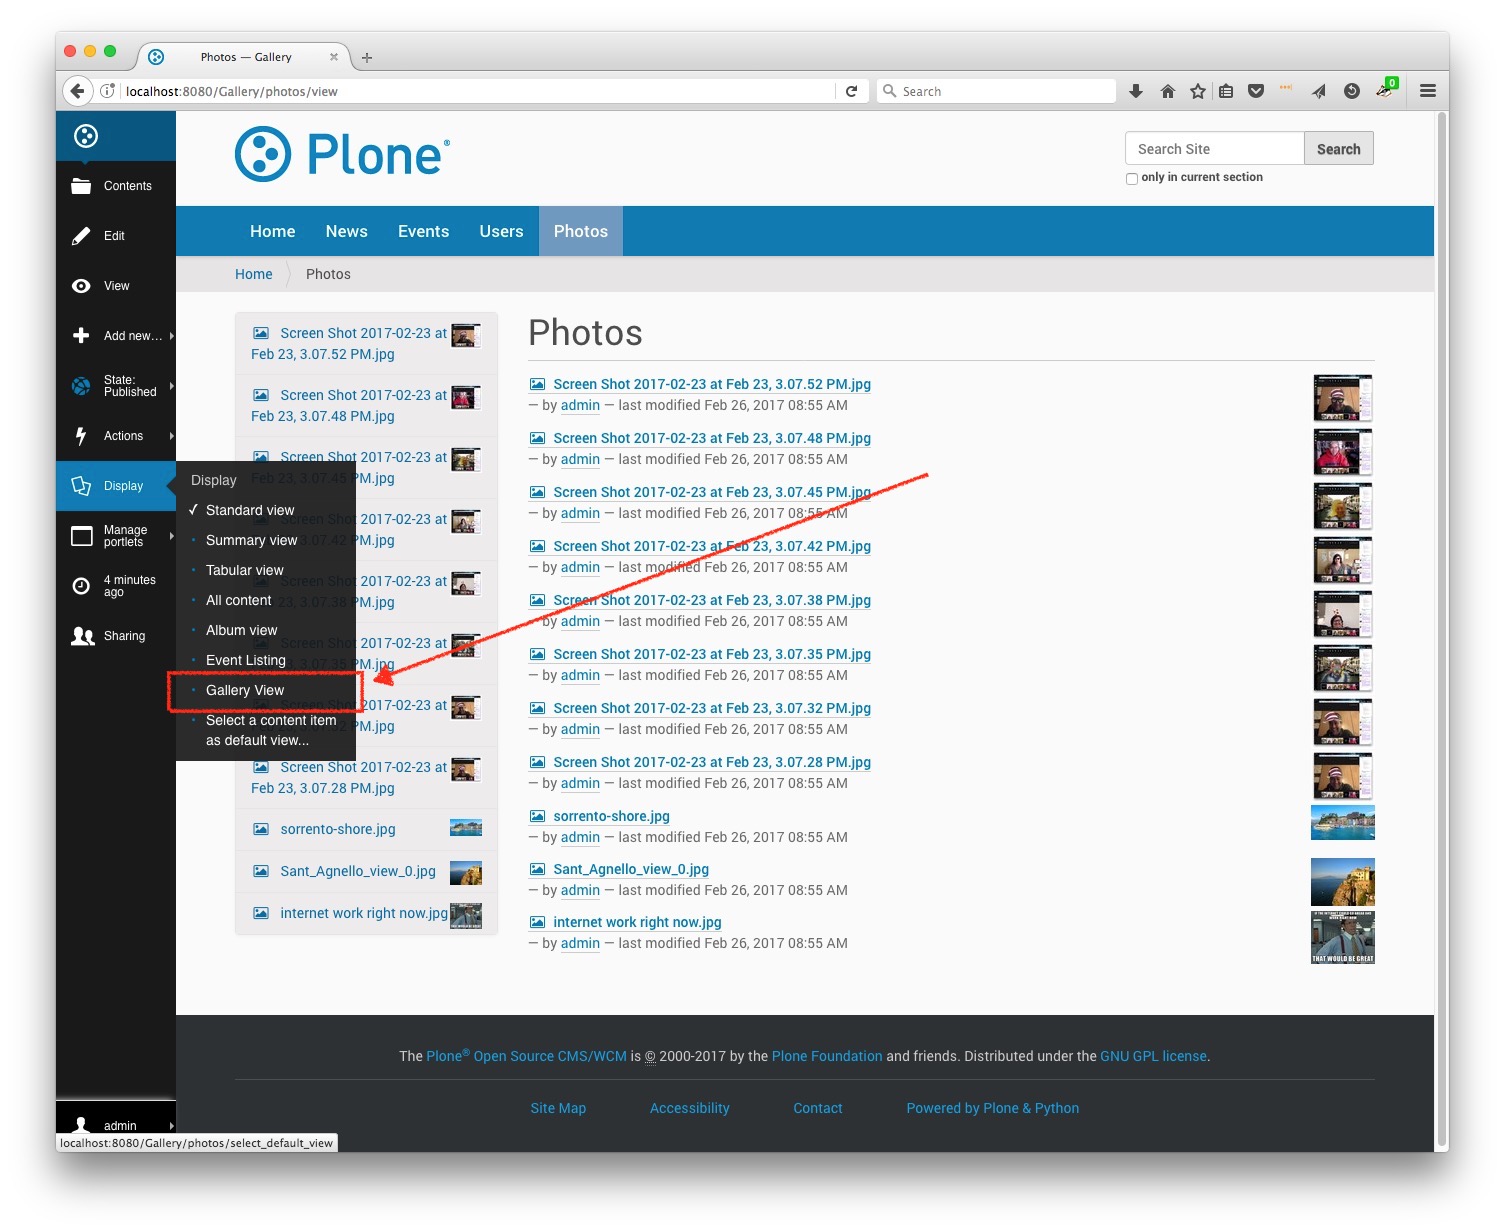 Photos — Gallery
localhost:8080/Gallery/photos/view
Search
0
Plone®
Search Site
Search
only in current section
Contents
Edit
View
Add new…
State:
Published
Actions
Display
Manage
portlets
4 minutes
ago
Sharing
admin
Home
News
Events
Users
Photos
Home
Photos
Display
✓ Standard view
Summary view
Tabular view
All content
Album view
Event Listing
Gallery View
Select a content item
as default view...
Screen Shot 2017-02-23 at
Feb 23, 3.07.52 PM.jpg
Screen Shot 2017-02-23 at
Feb 23, 3.07.48 PM.jpg
Screen Shot 2017-02-23 at
Feb 23, 3.07.45 PM.jpg
Screen Shot 2017-02-23 at
Feb 23, 3.07.42 PM.jpg
Screen Shot 2017-02-23 at
Feb 23, 3.07.38 PM.jpg
Screen Shot 2017-02-23 at
Feb 23, 3.07.35 PM.jpg
Screen Shot 2017-02-23 at
Feb 23, 3.07.32 PM.jpg
Screen Shot 2017-02-23 at
Feb 23, 3.07.28 PM.jpg
sorrento-shore.jpg
Sant_Agnello_view_0.jpg
internet work right now.jpg
Photos
Screen Shot 2017-02-23 at Feb 23, 3.07.52 PM.jpg
— by admin — last modified Feb 26, 2017 08:55 AM
Screen Shot 2017-02-23 at Feb 23, 3.07.48 PM.jpg
— by admin — last modified Feb 26, 2017 08:55 AM
Screen Shot 2017-02-23 at Feb 23, 3.07.45 PM.jpg
— by admin — last modified Feb 26, 2017 08:55 AM
Screen Shot 2017-02-23 at Feb 23, 3.07.42 PM.jpg
— by admin — last modified Feb 26, 2017 08:55 AM
Screen Shot 2017-02-23 at Feb 23, 3.07.38 PM.jpg
— by admin — last modified Feb 26, 2017 08:55 AM
Screen Shot 2017-02-23 at Feb 23, 3.07.35 PM.jpg
— by admin — last modified Feb 26, 2017 08:55 AM
Screen Shot 2017-02-23 at Feb 23, 3.07.32 PM.jpg
— by admin — last modified Feb 26, 2017 08:55 AM
Screen Shot 2017-02-23 at Feb 23, 3.07.28 PM.jpg
— by admin — last modified Feb 26, 2017 08:55 AM
sorrento-shore.jpg
— by admin — last modified Feb 26, 2017 08:55 AM
Sant_Agnello_view_0.jpg
— by admin — last modified Feb 26, 2017 08:55 AM
internet work right now.jpg
— by admin — last modified Feb 26, 2017 08:55 AM
THAT WOULD BE GREAT
The Plone® Open Source CMS/WCM is © 2000-2017 by the Plone Foundation and friends. Distributed under the GNU GPL license.
Site Map
Accessibility
Contact
Powered by Plone & Python
localhost:8080/Gallery/photos/select_default_view